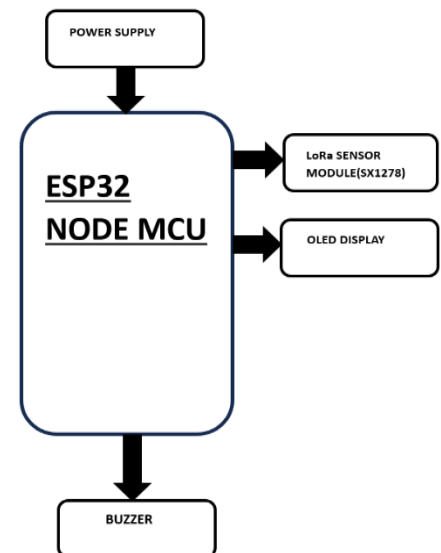 POWER SUPPLY
ESP32
NODE MCU
LoRa SENSOR
MODULE(SX1278)
OLED DISPLAY
BUZZER